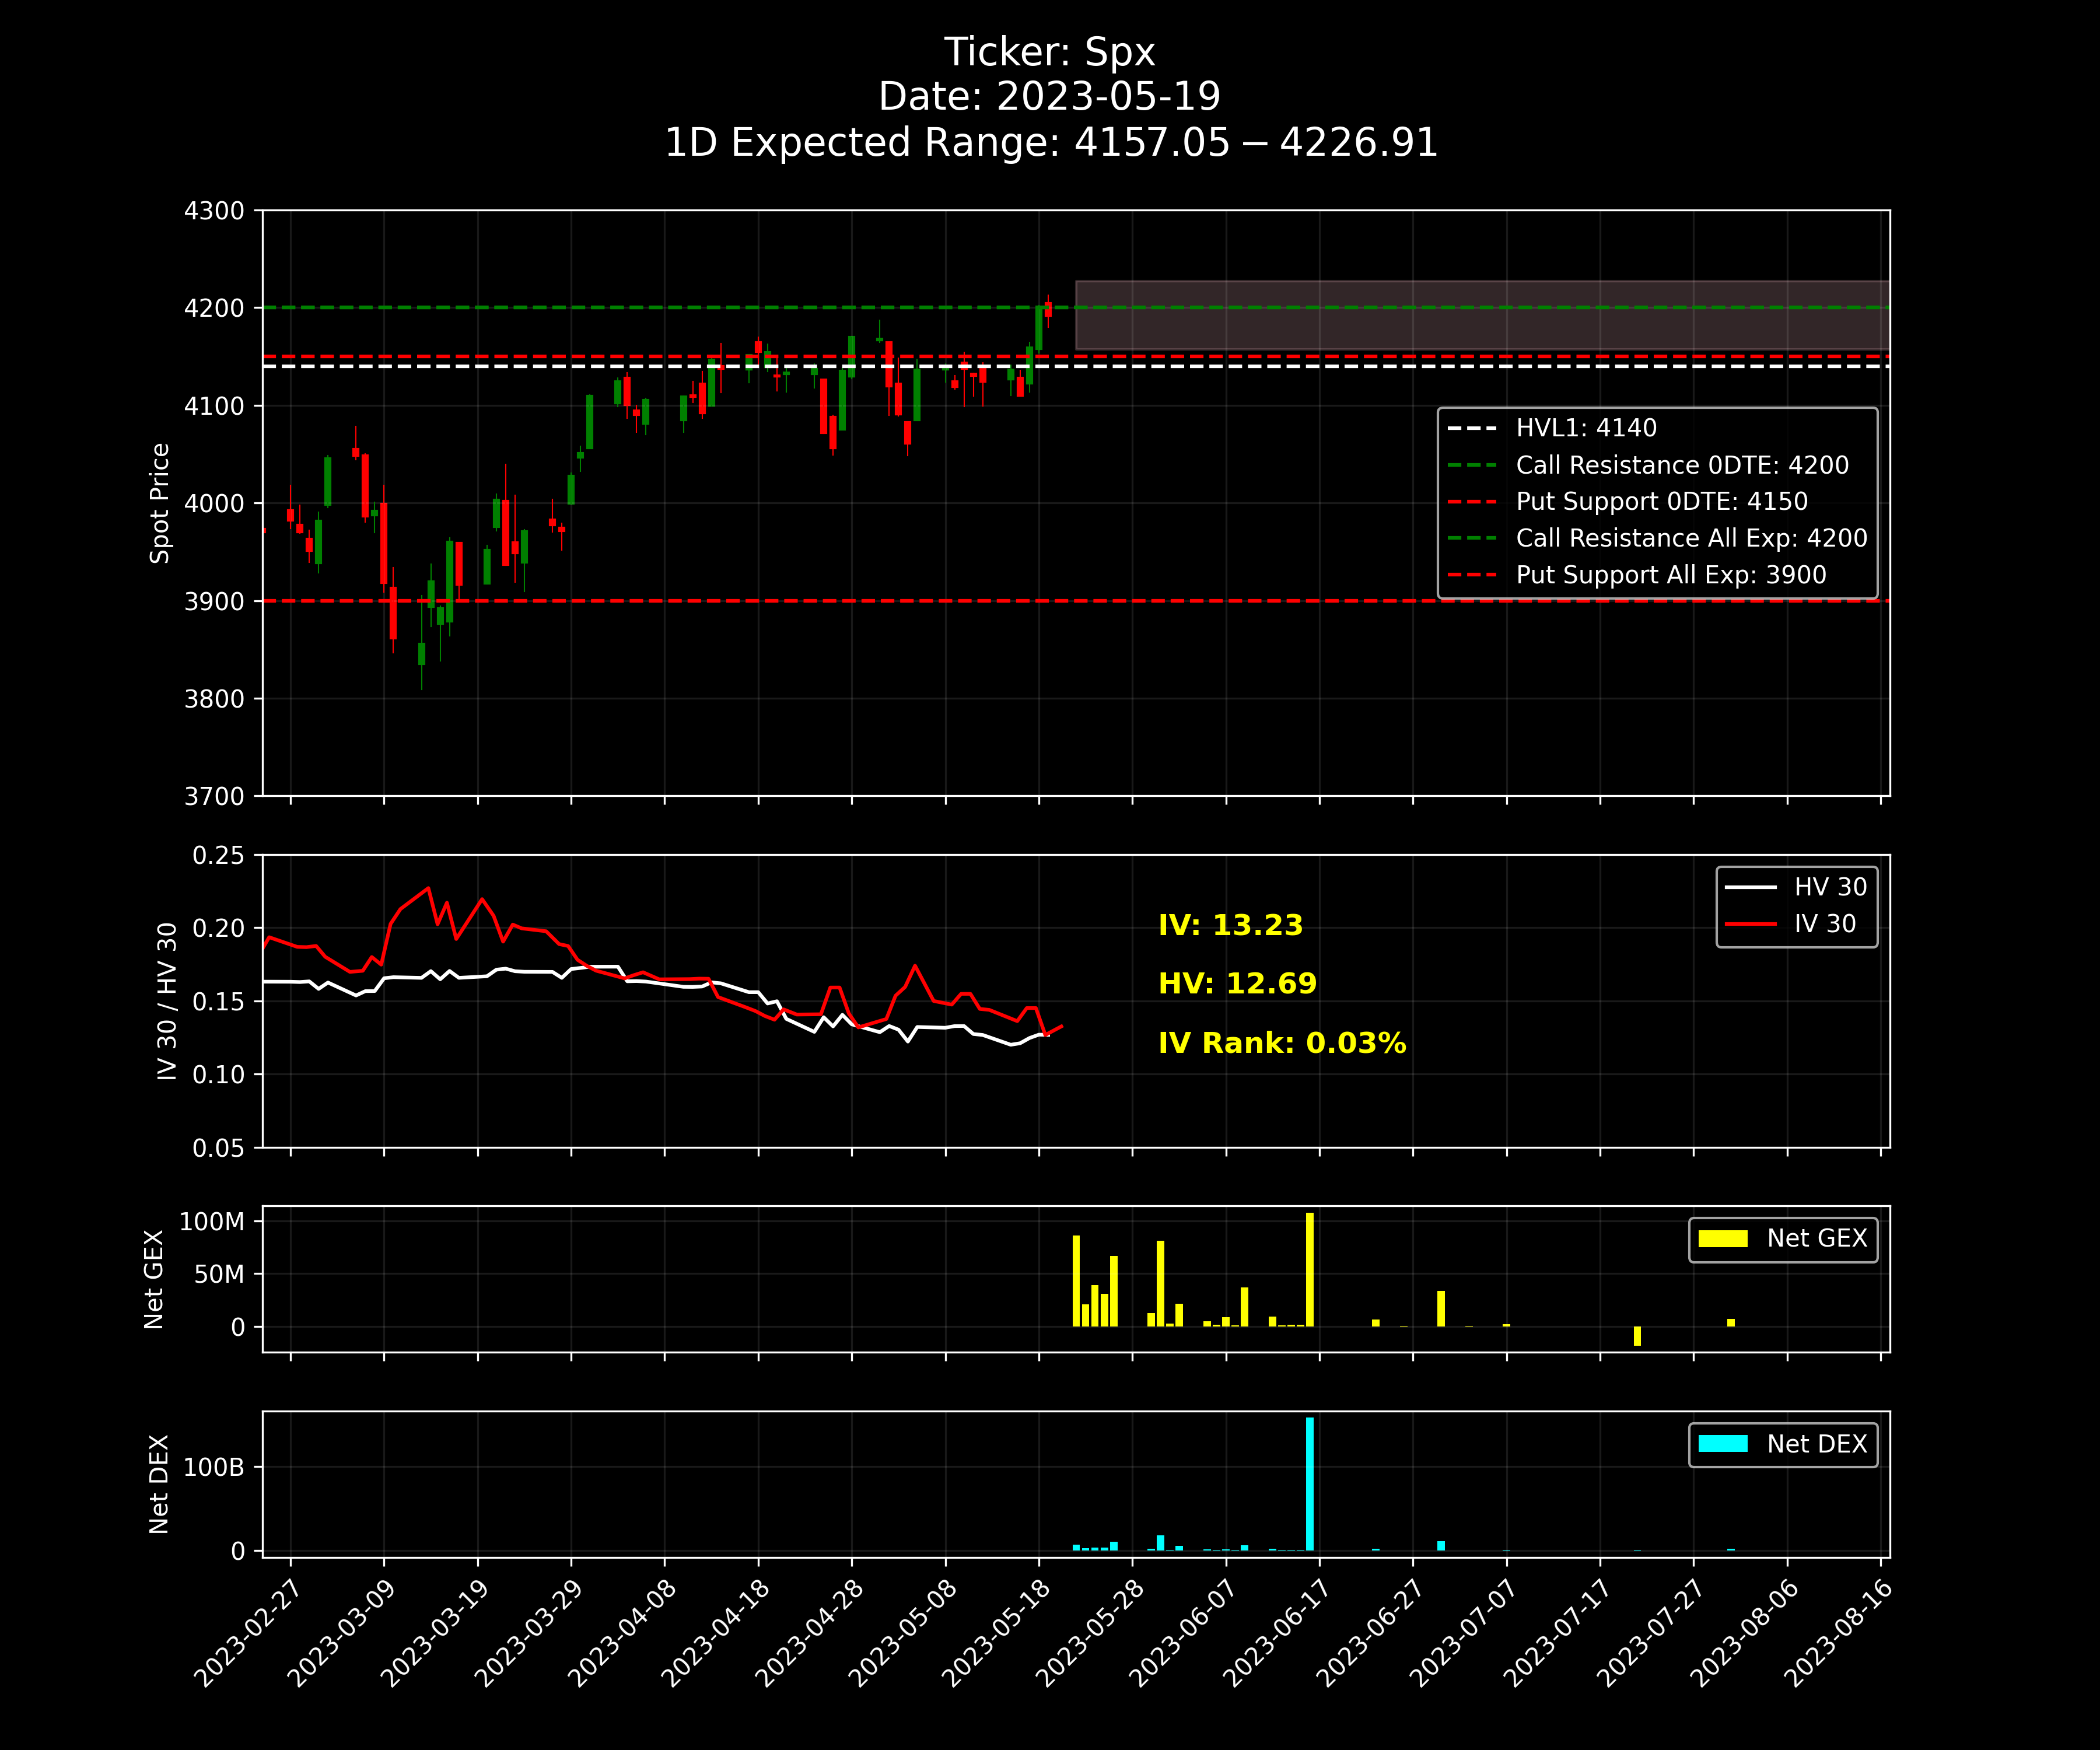 Ticker: Spx
Date: 2023-05-19
1D Expected Range: 4157.05 − 4226.91
Spot Price
4300
4200
4100
4000
3900
3800
3700
HVL1: 4140
Call Resistance 0DTE: 4200
Put Support 0DTE: 4150
Call Resistance All Exp: 4200
Put Support All Exp: 3900
IV 30 / HV 30
0.25
0.20
0.15
0.10
0.05
IV: 13.23
HV: 12.69
IV Rank: 0.03%
HV 30
IV 30
Net GEX
100M
50M
0
Net GEX
Net DEX
100B
0
Net DEX
2023-02-27
2023-03-09
2023-03-19
2023-03-29
2023-04-08
2023-04-18
2023-04-28
2023-05-08
2023-05-18
2023-05-28
2023-06-07
2023-06-17
2023-06-27
2023-07-07
2023-07-17
2023-07-27
2023-08-06
2023-08-16